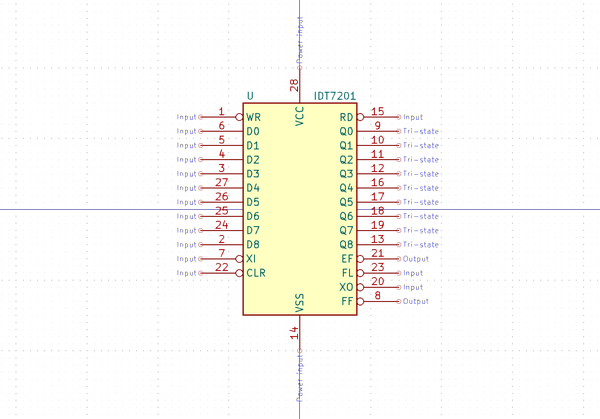 Power input
28
U IDT7201
VCC
Input 1 WR RD 15 Input
Input 6 D0 Q0 9 Tri-state
Input 5 D1 Q1 10 Tri-state
Input 4 D2 Q2 11 Tri-state
Input 3 D3 Q3 12 Tri-state
Input 27 D4 Q4 16 Tri-state
Input 26 D5 Q5 17 Tri-state
Input 25 D6 Q6 18 Tri-state
Input 24 D7 Q7 19 Tri-state
Input 2 D8 Q8 13 Tri-state
Input 7 XI EF 21 Output
Input 22 CLR FL 23 Input
XO 20 Input
FF 8 Output
VSS
14
Power input